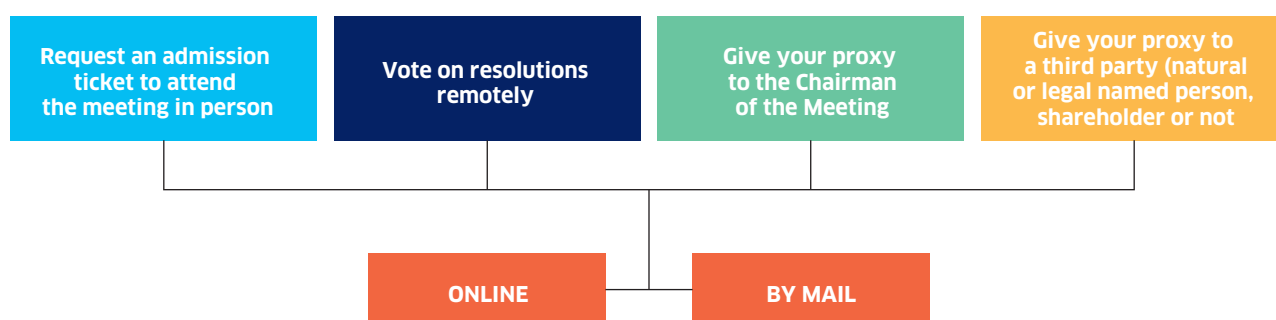 Request an admission
ticket to attend
the meeting in person
Vote on resolutions
remotely
Give your proxy
to the Chairman
of the Meeting
Give your proxy to
a third party (natural
or legal named person,
shareholder or not
ONLINE
BY MAIL